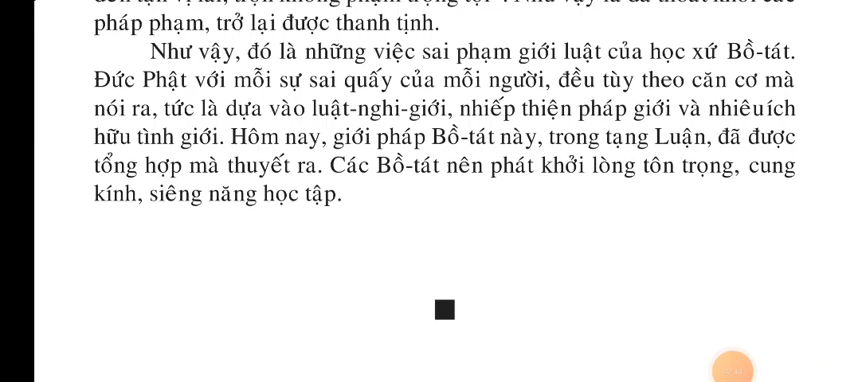 pháp phạm, trở lại được thanh tịnh.
Như vậy, đó là những việc sai phạm giới luật của học xứ Bồ-tát.
Đức Phật với mỗi sự sai quấy của mỗi người, đều tùy theo căn cơ mà
nói ra, tức là dựa vào luật-nghi-giới, nhiếp thiện pháp giới và nhiêu ích
hữu tình giới. Hôm nay, giới pháp Bồ-tát này, trong tạng Luận, đã được
tổng hợp mà thuyết ra. Các Bồ-tát nên phát khởi lòng tôn trọng, cung
kính, siêng năng học tập.